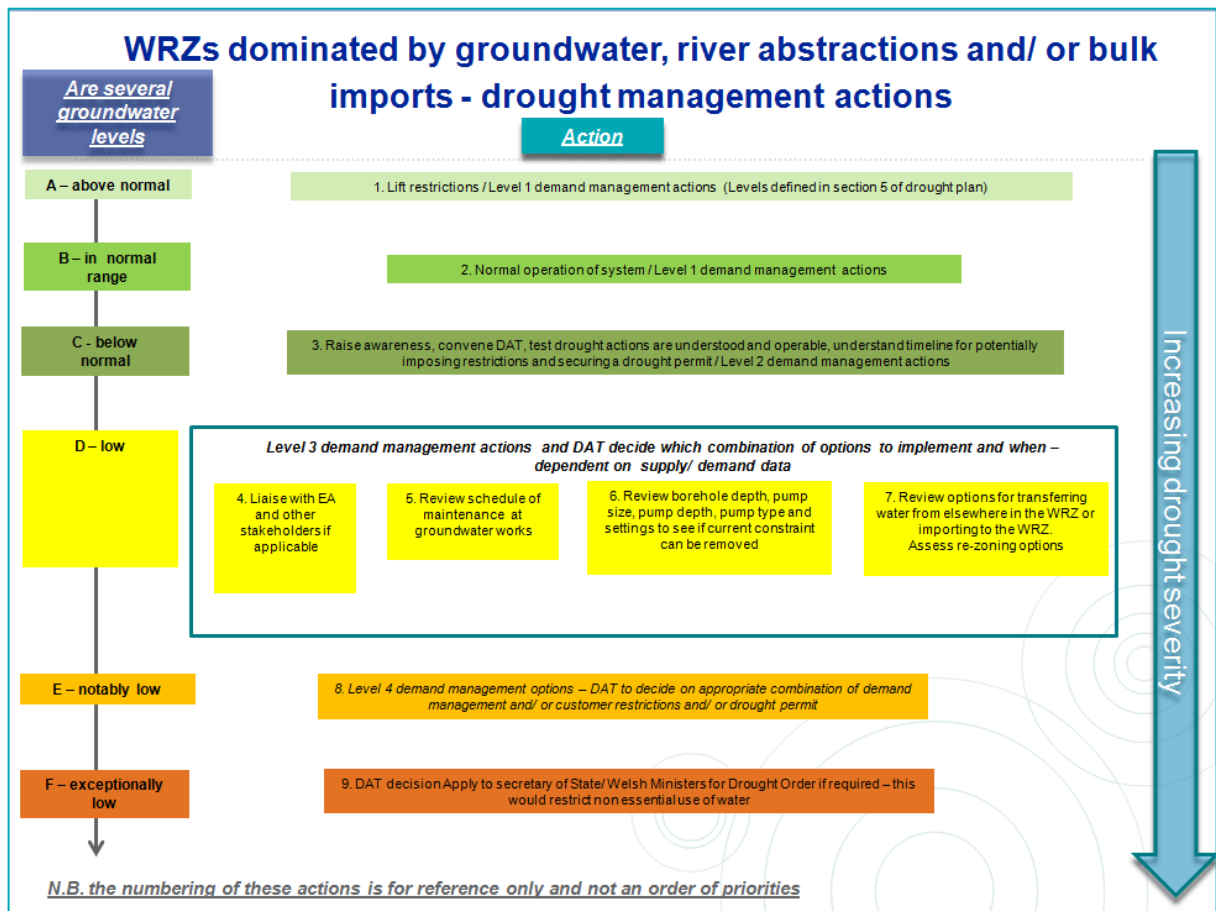 WRZs dominated by groundwater, river abstractions and/ or bulk
imports - drought management actions
Are several
groundwater
levels
Action
A – above normal
1. Lift restrictions / Level 1 demand management actions (Levels defined in section 5 of drought plan)
B – in normal
range
2. Normal operation of system / Level 1 demand management actions
C - below
normal
3. Raise awareness, convene DAT, test drought actions are understood and operable, understand timeline for potentially
imposing restrictions and securing a drought permit / Level 2 demand management actions
D – low
Level 3 demand management actions and DAT decide which combination of options to implement and when –
dependent on supply/ demand data
4. Liaise with EA
and other
stakeholders if
applicable
5. Review schedule of
maintenance at
groundwater works
6. Review borehole depth, pump
size, pump depth, pump type and
settings to see if current constraint
can be removed
7. Review options for transferring
water from elsewhere in the WRZ or
importing to the WRZ.
Assess re-zoning options
E – notably low
8. Level 4 demand management options – DAT to decide on appropriate combination of demand
management and/ or customer restrictions and/ or drought permit
F – exceptionally
low
9. DAT decision Apply to secretary of State/ Welsh Ministers for Drought Order if required – this
would restrict non essential use of water
Increasing drought severity
N.B. the numbering of these actions is for reference only and not an order of priorities